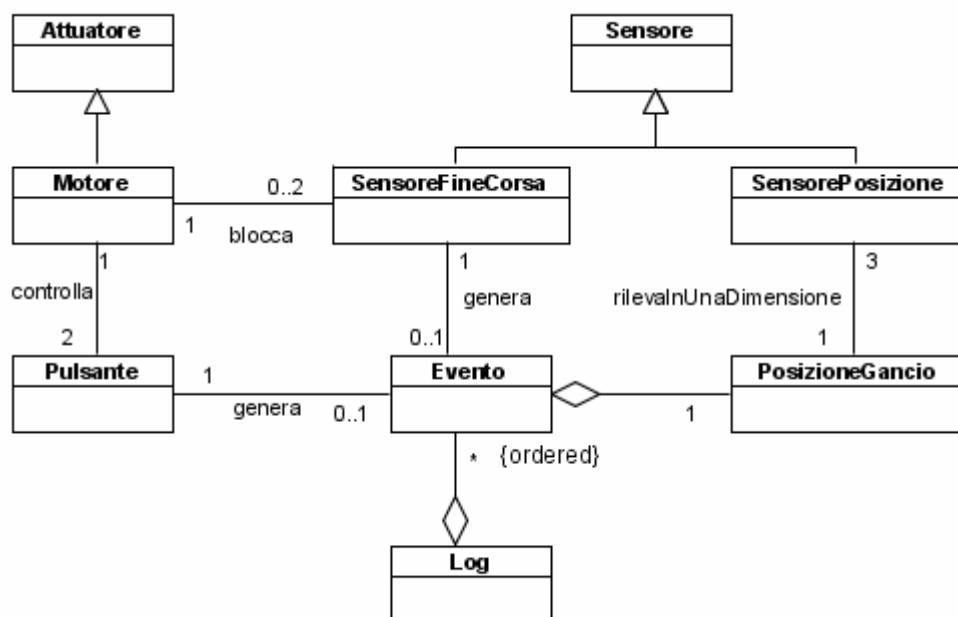 Attuatore
Sensore
Motore
0..2
SensoreFineCorsa
SensorePosizione
1
blocca
1
1
3
controlla
genera
rilevaInUnaDimensione
2
0..1
1
Pulsante
1
Evento
PosizioneGancio
genera
0..1
1
* {ordered}
Log